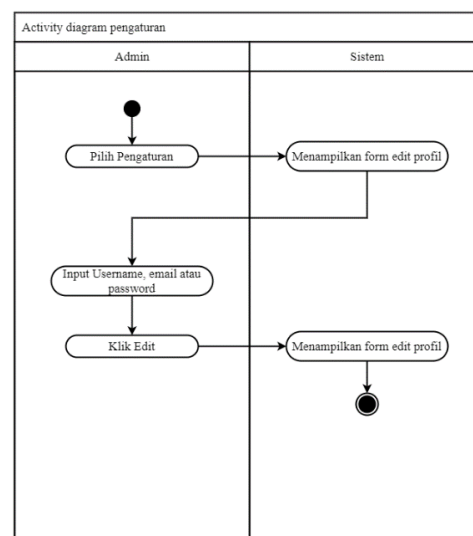 Activity diagram pengaturan
Admin
Sistem
Pilih Pengaturan
Menampilkan form edit profil
Input Username, email atau
password
Klik Edit
Menampilkan form edit profil